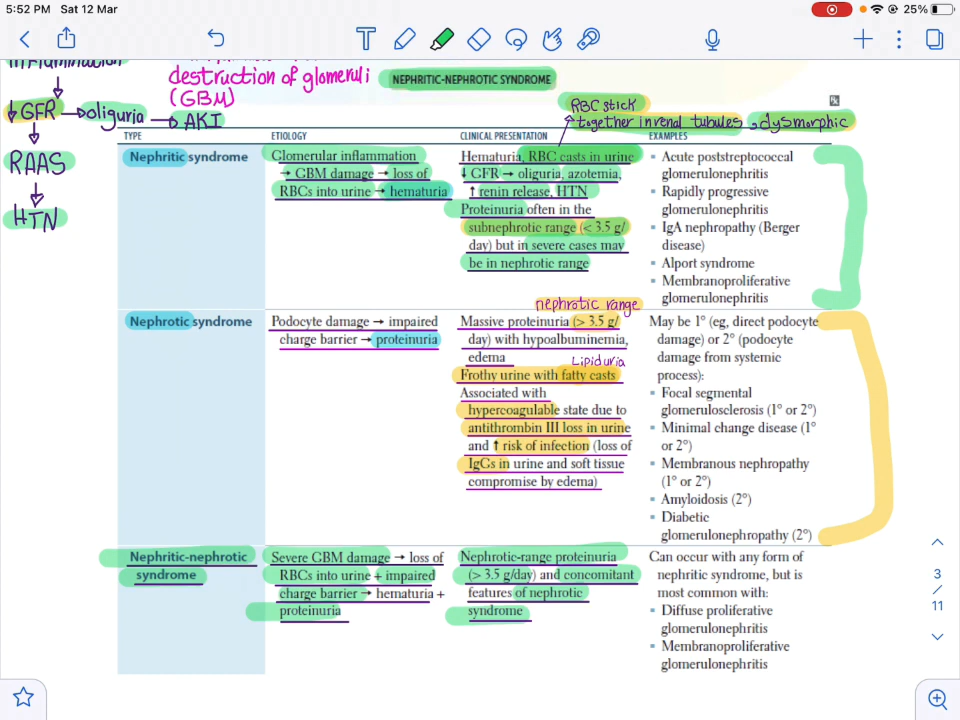 5:52 PM Sat 12 Mar
25%
T
inflammation
destruction of glomeruli
(GBM)
NEPHRITIC-NEPHROTIC SYNDROME
↓GFR → oliguria → AKI
RAAS
HTN
RBC stick
together in renal tubules, dysmorphic
TYPE ETIOLOGY CLINICAL PRESENTATION EXAMPLES
Nephritic syndrome
Glomerular inflammation
→ GBM damage → loss of
RBCs into urine → hematuria
Hematuria, RBC casts in urine
↓ GFR → oliguria, azotemia,
↑ renin release, HTN
Proteinuria often in the
subnephrotic range (< 3.5 g/
day) but in severe cases may
be in nephrotic range
▪ Acute poststreptococcal
glomerulonephritis
▪ Rapidly progressive
glomerulonephritis
▪ IgA nephropathy (Berger
disease)
▪ Alport syndrome
▪ Membranoproliferative
glomerulonephritis
Nephrotic syndrome
Podocyte damage → impaired
charge barrier → proteinuria
nephrotic range
Massive proteinuria (> 3.5 g/
day) with hypoalbuminemia,
edema
Lipiduria
Frothy urine with fatty casts
Associated with
hypercoagulable state due to
antithrombin III loss in urine
and ↑ risk of infection (loss of
IgGs in urine and soft tissue
compromise by edema)
May be 1° (eg, direct podocyte
damage) or 2° (podocyte
damage from systemic
process):
▪ Focal segmental
glomerulosclerosis (1° or 2°)
▪ Minimal change disease (1°
or 2°)
▪ Membranous nephropathy
(1° or 2°)
▪ Amyloidosis (2°)
▪ Diabetic
glomerulonephropathy (2°)
Nephritic-nephrotic
syndrome
Severe GBM damage → loss of
RBCs into urine + impaired
charge barrier → hematuria +
proteinuria
Nephrotic-range proteinuria
(> 3.5 g/day) and concomitant
features of nephrotic
syndrome
Can occur with any form of
nephritic syndrome, but is
most common with:
▪ Diffuse proliferative
glomerulonephritis
▪ Membranoproliferative
glomerulonephritis
3
/
11